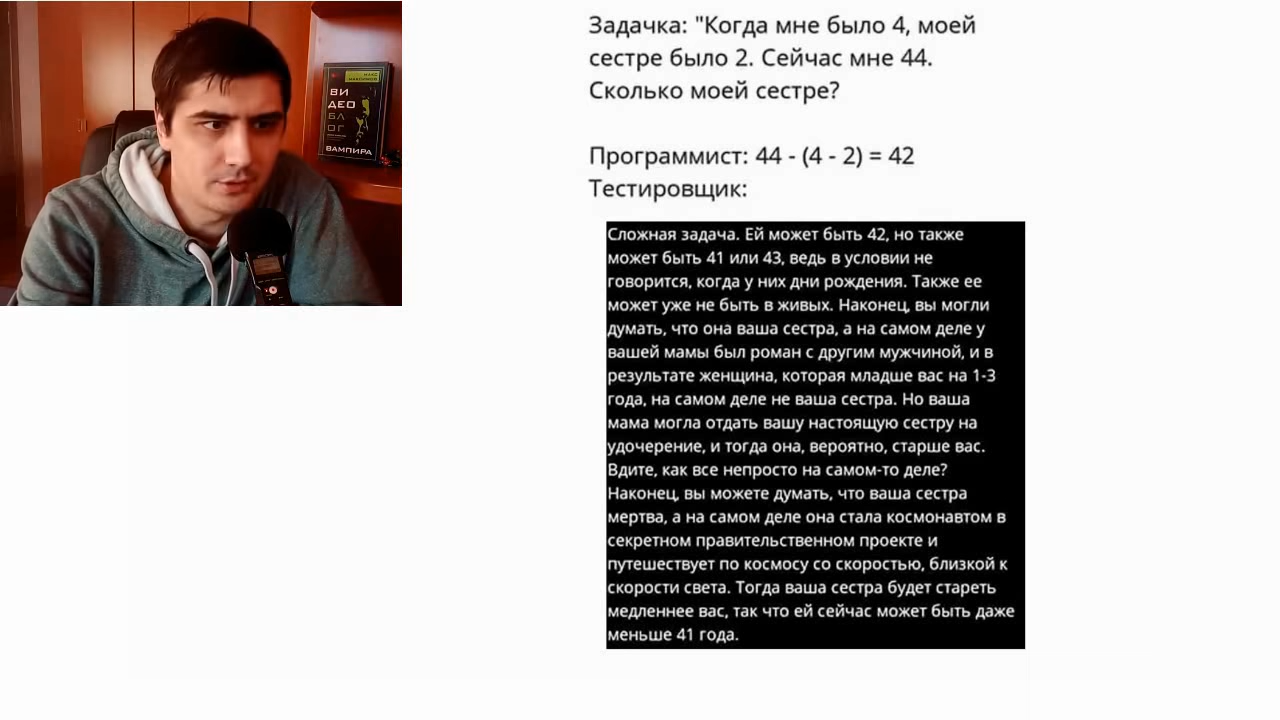 Задачка: "Когда мне было 4, моей
сестре было 2. Сейчас мне 44.
Сколько моей сестре?
Программист: 44 - (4 - 2) = 42
Тестировщик:
Сложная задача. Ей может быть 42, но также
может быть 41 или 43, ведь в условии не
говорится, когда у них дни рождения. Также ее
может уже не быть в живых. Наконец, вы могли
думать, что она ваша сестра, а на самом деле у
вашей мамы был роман с другим мужчиной, и в
результате женщина, которая младше вас на 1-3
года, на самом деле не ваша сестра. Но ваша
мама могла отдать вашу настоящую сестру на
удочерение, и тогда она, вероятно, старше вас.
Вдите, как все непросто на самом-то деле?
Наконец, вы можете думать, что ваша сестра
мертва, а на самом деле она стала космонавтом в
секретном правительственном проекте и
путешествует по космосу со скоростью, близкой к
скорости света. Тогда ваша сестра будет стареть
медленнее вас, так что ей сейчас может быть даже
меньше 41 года.
ВИ
ДЕО
БЛ
ОГ
ВАМПИРА